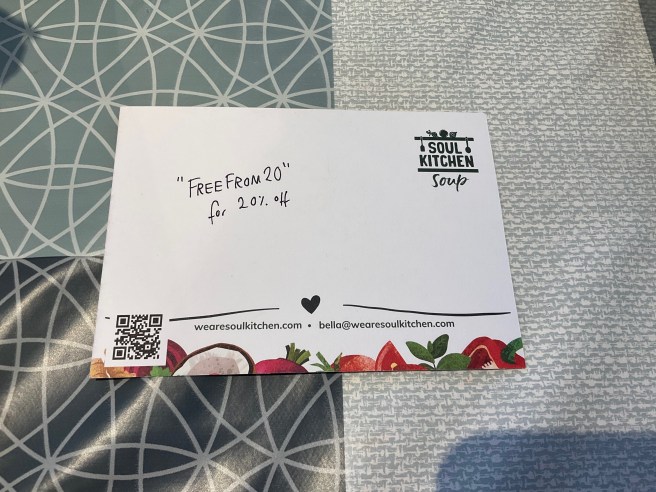 SOUL
KITCHEN
Soup
"FREEFROM20"
for 20% off
wearesoulkitchen.com • bella@wearesoulkitchen.com